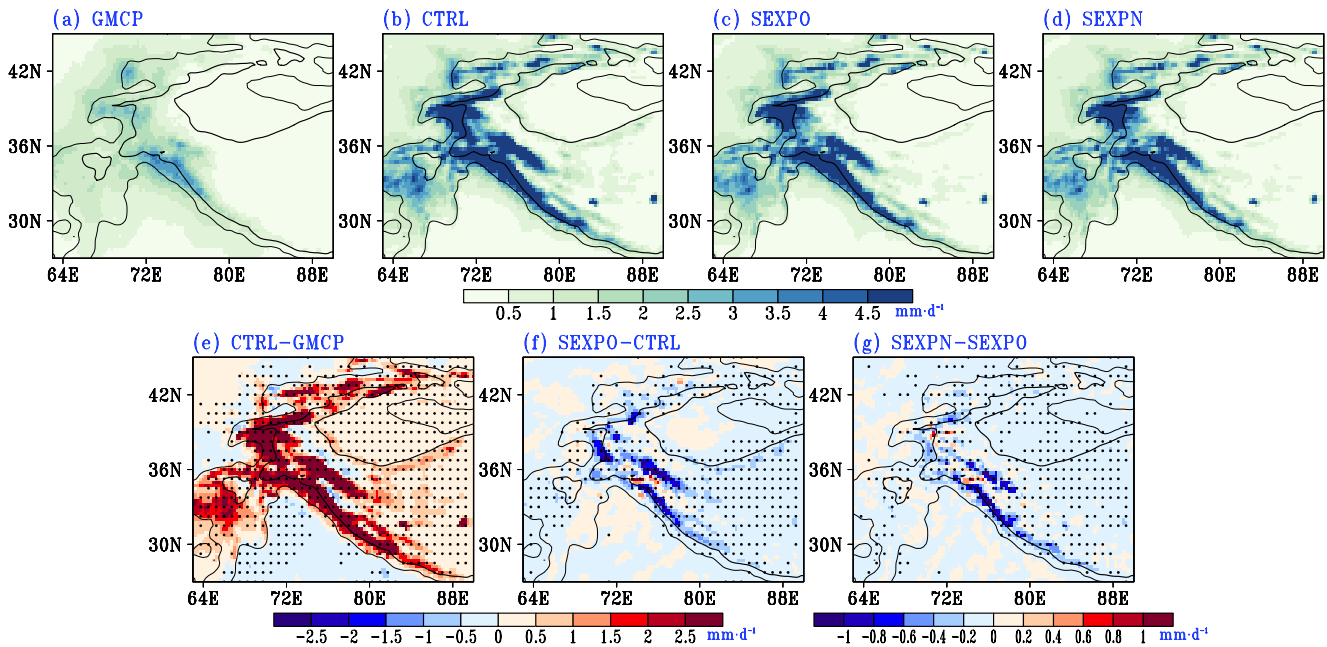 (a) GMCP (b) CTRL (c) SEXPO (d) SEXPN
42N 42N 42N 42N
36N 36N 36N 36N
30N 30N 30N 30N
64E 72E 80E 88E 64E 72E 80E 88E 64E 72E 80E 88E 64E 72E 80E 88E
0.5 1 1.5 2 2.5 3 3.5 4 4.5 mm·d⁻¹
(e) CTRL−GMCP (f) SEXPO−CTRL (g) SEXPN−SEXPO
42N 42N 42N
36N 36N 36N
30N 30N 30N
64E 72E 80E 88E 64E 72E 80E 88E 64E 72E 80E 88E
−2.5 −2 −1.5 −1 −0.5 0 0.5 1 1.5 2 2.5 mm·d⁻¹ −1 −0.8 −0.6 −0.4 −0.2 0 0.2 0.4 0.6 0.8 1 mm·d⁻¹